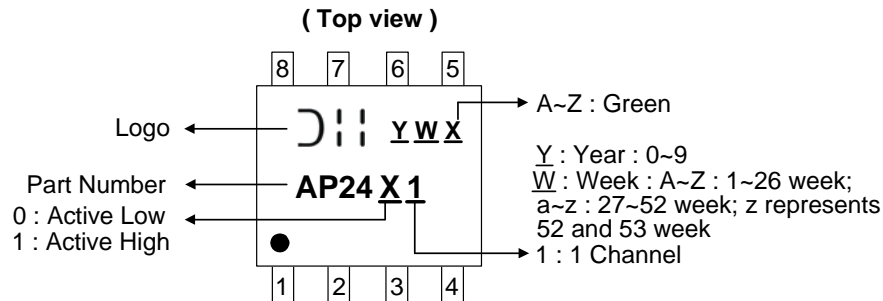 ( Top view )
8 7 6 5
A~Z : Green
Logo
Y W X
Y : Year : 0~9
Part Number
AP24 X 1
W : Week : A~Z : 1~26 week;
a~z : 27~52 week; z represents
52 and 53 week
0 : Active Low
1 : Active High
1 : 1 Channel
1 2 3 4